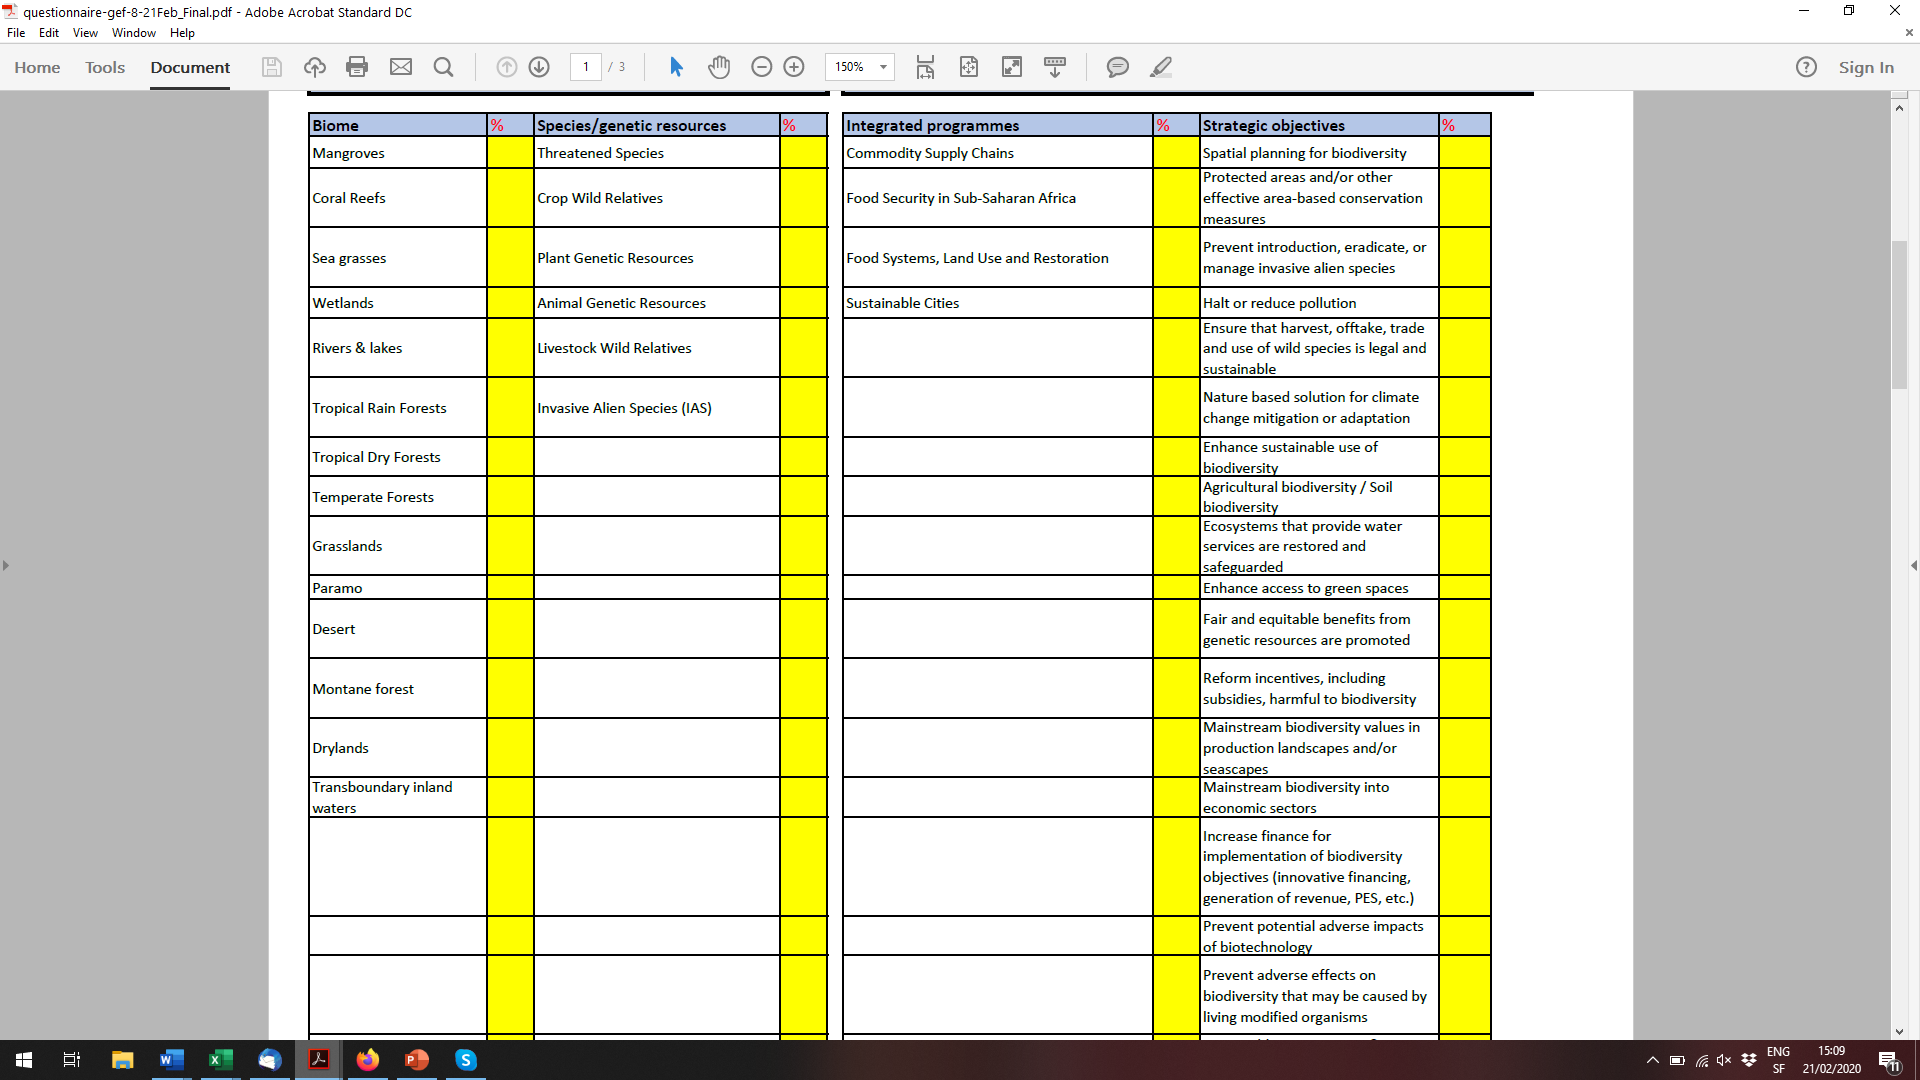 questionnaire-gef-8-21Feb_Final.pdf - Adobe Acrobat Standard DC
File Edit View Window Help
Home Tools Document
1 / 3
150%
Sign In
Biome % Species/genetic resources % Integrated programmes % Strategic objectives %
Mangroves Threatened Species Commodity Supply Chains Spatial planning for biodiversity
Coral Reefs Crop Wild Relatives Food Security in Sub-Saharan Africa Protected areas and/or other
effective area-based conservation
measures
Sea grasses Plant Genetic Resources Food Systems, Land Use and Restoration Prevent introduction, eradicate, or
manage invasive alien species
Wetlands Animal Genetic Resources Sustainable Cities Halt or reduce pollution
Rivers & lakes Livestock Wild Relatives Ensure that harvest, offtake, trade
and use of wild species is legal and
sustainable
Tropical Rain Forests Invasive Alien Species (IAS) Nature based solution for climate
change mitigation or adaptation
Tropical Dry Forests Enhance sustainable use of
biodiversity
Temperate Forests Agricultural biodiversity / Soil
biodiversity
Grasslands Ecosystems that provide water
services are restored and
safeguarded
Paramo Enhance access to green spaces
Desert Fair and equitable benefits from
genetic resources are promoted
Montane forest Reform incentives, including
subsidies, harmful to biodiversity
Drylands Mainstream biodiversity values in
production landscapes and/or
seascapes
Transboundary inland
waters Mainstream biodiversity into
economic sectors
Increase finance for
implementation of biodiversity
objectives (innovative financing,
generation of revenue, PES, etc.)
Prevent potential adverse impacts
of biotechnology
Prevent adverse effects on
biodiversity that may be caused by
living modified organisms
ENG
SF
15:09
21/02/2020
11